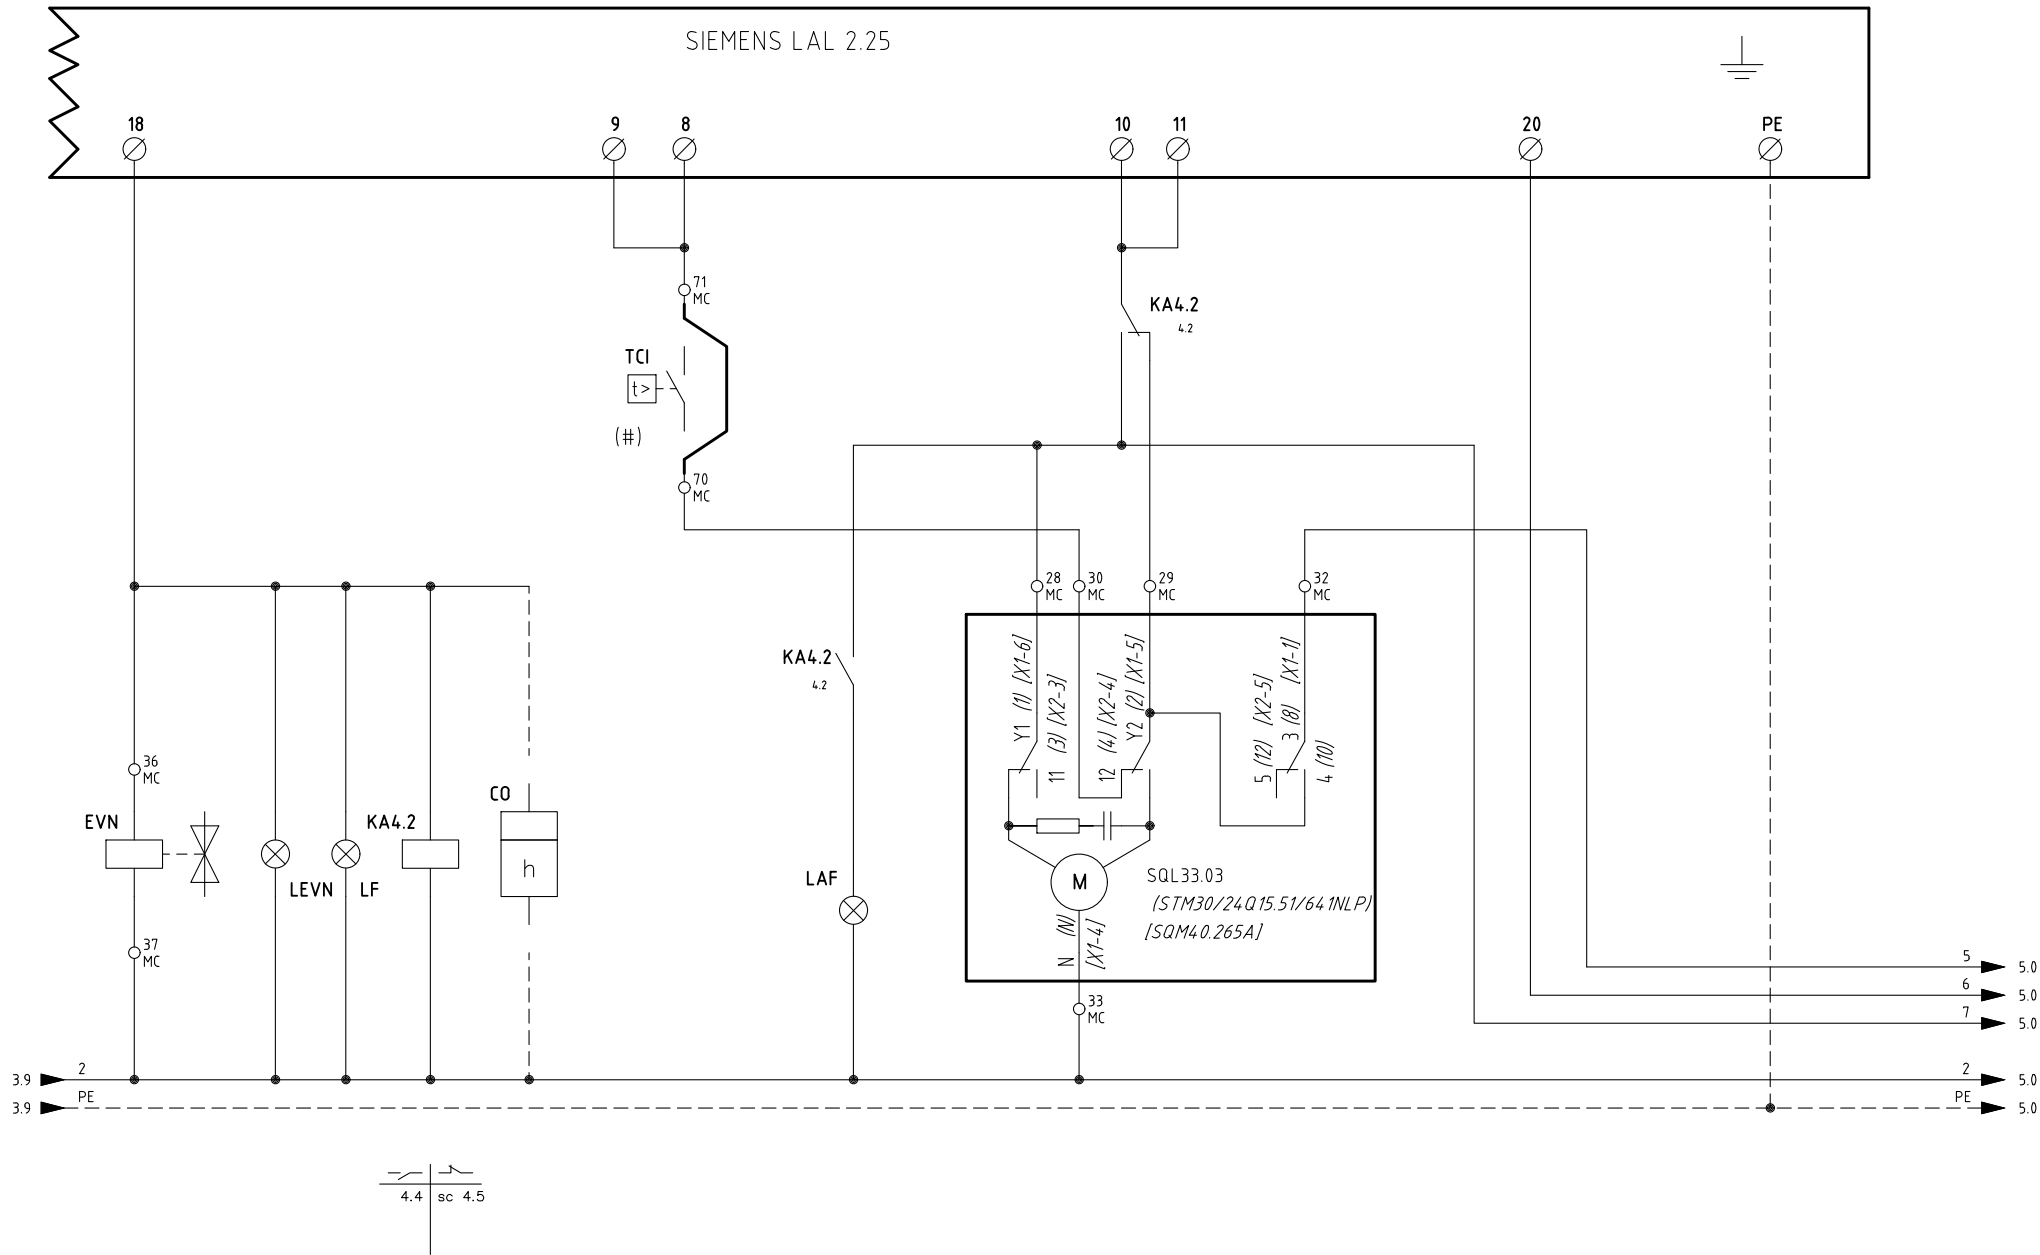 SIEMENS LAL 2.25
18
9
8
10
11
20
PE
71
MC
KA4.2
4.2
TCI
t>
(#)
70
MC
28
MC
30
MC
29
MC
32
MC
KA4.2
4.2
Y1 (1) [X1-6]
11 (3) [X2-3]
12 (4) [X2-4]
Y2 (2) [X1-5]
5 (12) [X2-5]
3 (8) [X1-1]
4 (10)
36
MC
EVN
LEVN
LF
KA4.2
CO
h
LAF
M
SQL33.03
(STM30/24Q15.51/641NLP)
[SQM40.265A]
N (N)
[X1-4]
37
MC
33
MC
5
5.0
6
5.0
7
5.0
3.9
2
2
5.0
3.9
PE
PE
5.0
4.4
sc 4.5